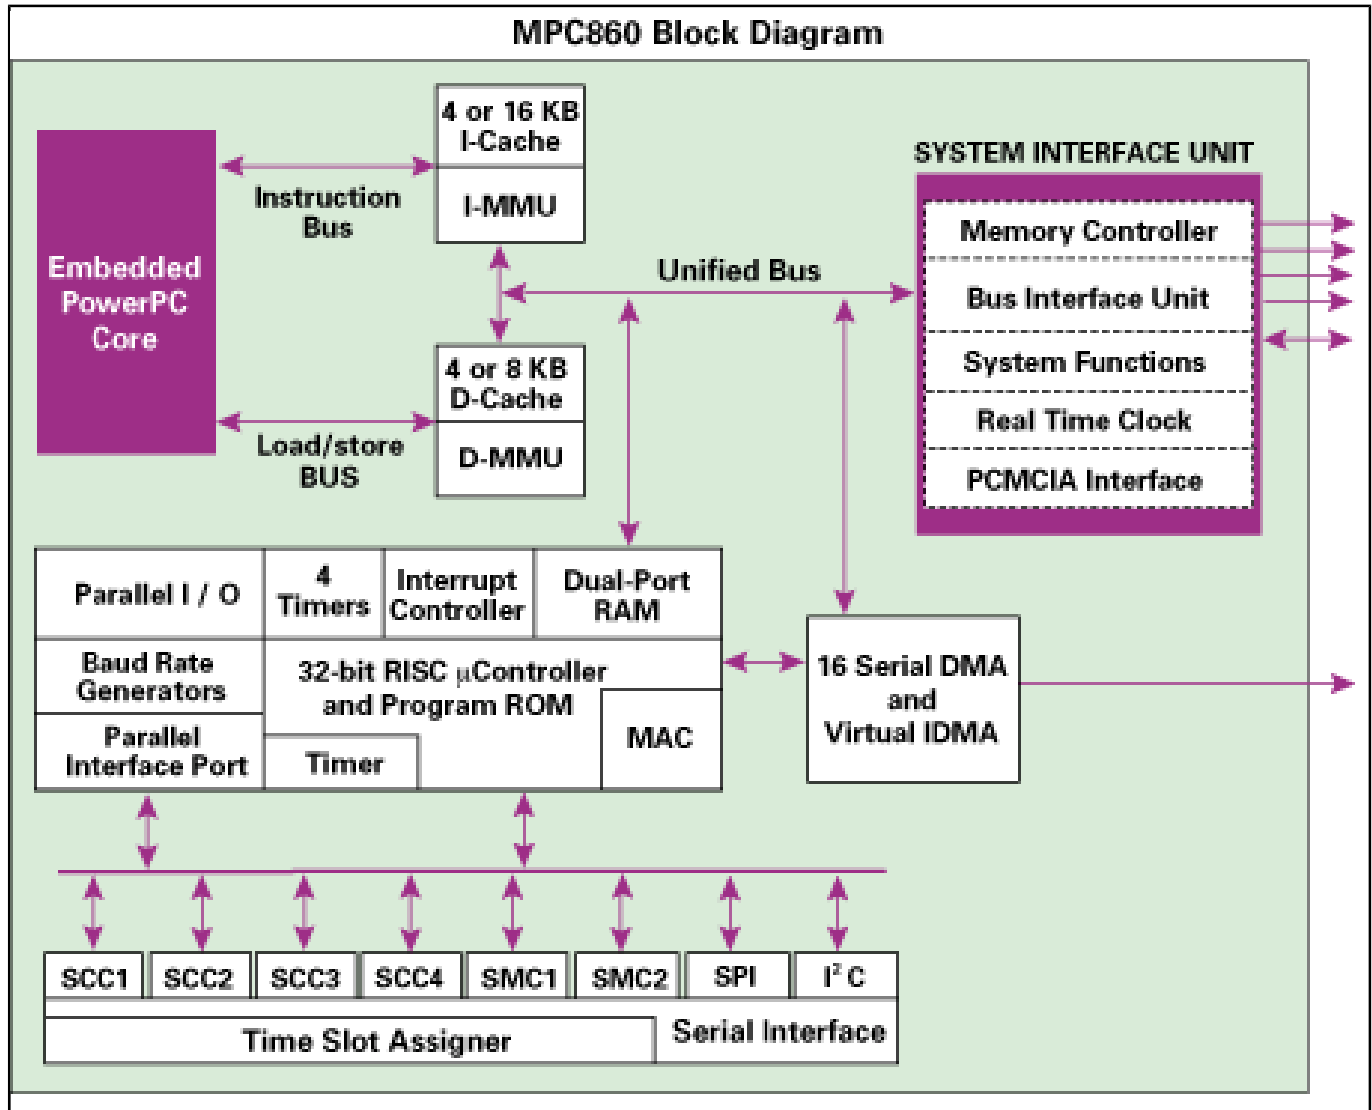 MPC860 Block Diagram
4 or 16 KB
I-Cache
I-MMU
Instruction
Bus
Embedded
PowerPC
Core
Unified Bus
4 or 8 KB
D-Cache
D-MMU
Load/store
BUS
SYSTEM INTERFACE UNIT
Memory Controller
Bus Interface Unit
System Functions
Real Time Clock
PCMCIA Interface
Parallel I / O
4
Timers
Interrupt
Controller
Dual-Port
RAM
Baud Rate
Generators
32-bit RISC µController
and Program ROM
MAC
Parallel
Interface Port
Timer
16 Serial DMA
and
Virtual IDMA
SCC1
SCC2
SCC3
SCC4
SMC1
SMC2
SPI
I² C
Time Slot Assigner
Serial Interface